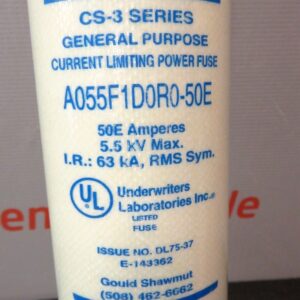 CS-3 SERIES
GENERAL PURPOSE
CURRENT LIMITING POWER FUSE
A055F1D0R0-50E
50E Amperes
5.5 kV Max.
I.R.: 63 kA, RMS Sym.
UL
Underwriters
Laboratories Inc.®
LISTED
FUSE
ISSUE NO. DL75-37
E-143362
Gould Shawmut
(508) 462-6662